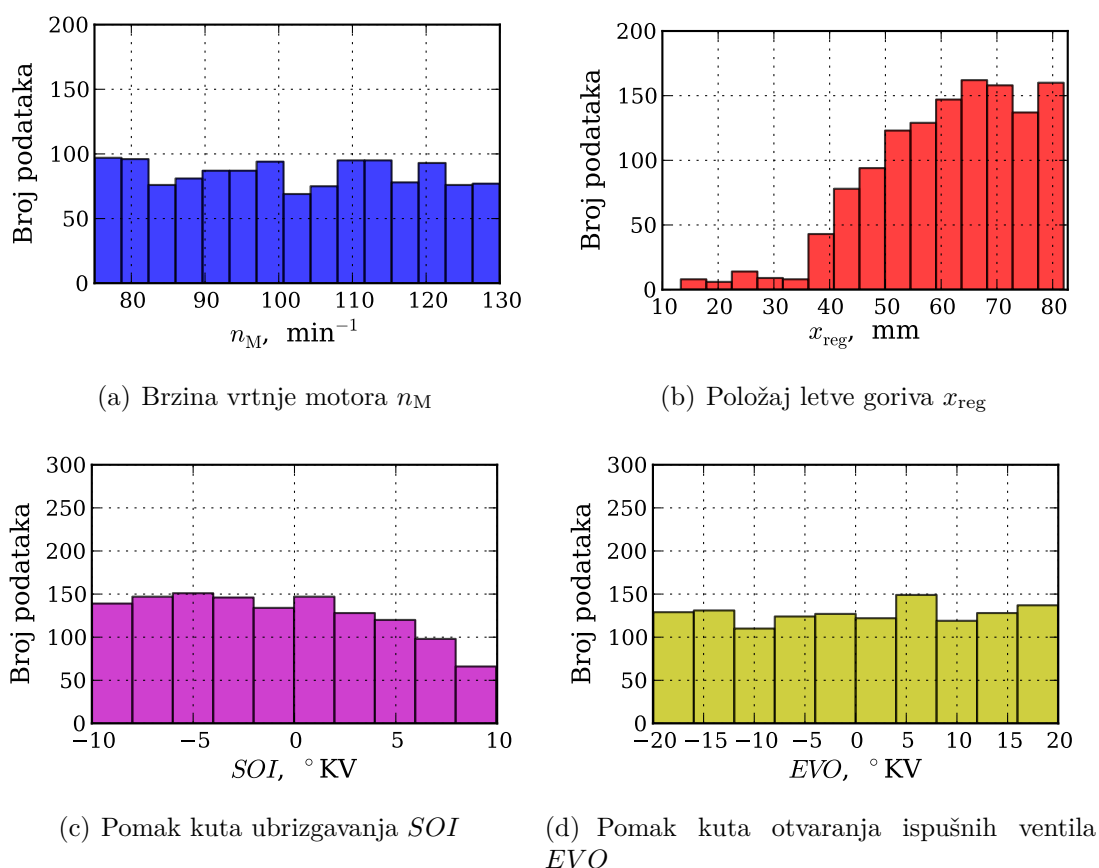 200
150
100
50
0
Broj podataka
80 90 100 110 120 130
n_M, min⁻¹
(a) Brzina vrtnje motora n_M
200
150
100
50
0
Broj podataka
10 20 30 40 50 60 70 80
x_reg, mm
(b) Položaj letve goriva x_reg
300
250
200
150
100
50
0
Broj podataka
−10 −5 0 5 10
SOI, °KV
(c) Pomak kuta ubrizgavanja SOI
300
250
200
150
100
50
0
Broj podataka
−20 −15 −10 −5 0 5 10 15 20
EVO, °KV
(d) Pomak kuta otvaranja ispušnih ventila
EVO